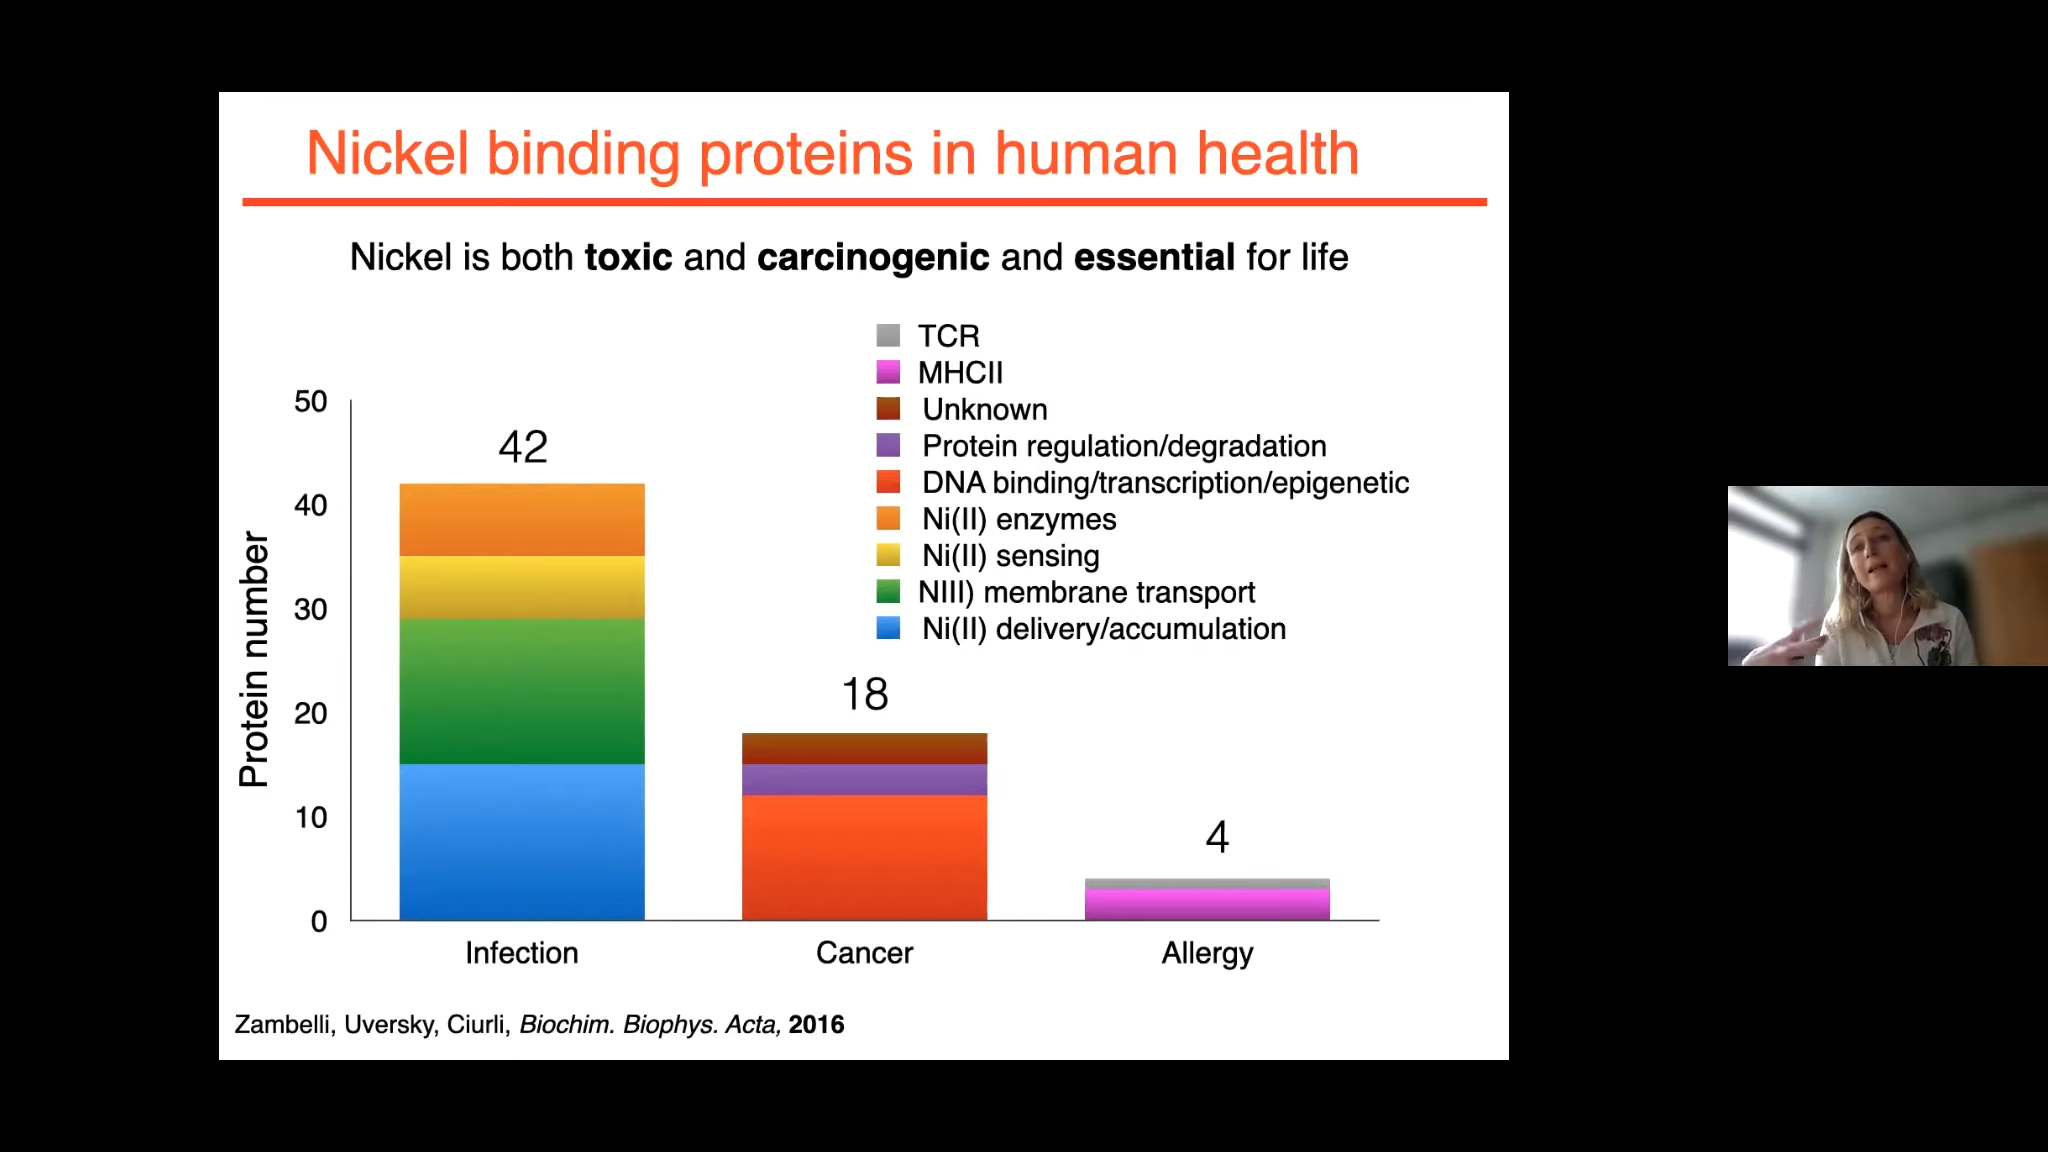 Nickel binding proteins in human health
Nickel is both toxic and carcinogenic and essential for life
TCR
MHCII
Unknown
Protein regulation/degradation
DNA binding/transcription/epigenetic
Ni(II) enzymes
Ni(II) sensing
NIII) membrane transport
Ni(II) delivery/accumulation
Protein number
50
40
30
20
10
0
42
18
4
Infection
Cancer
Allergy
Zambelli, Uversky, Ciurli, Biochim. Biophys. Acta, 2016